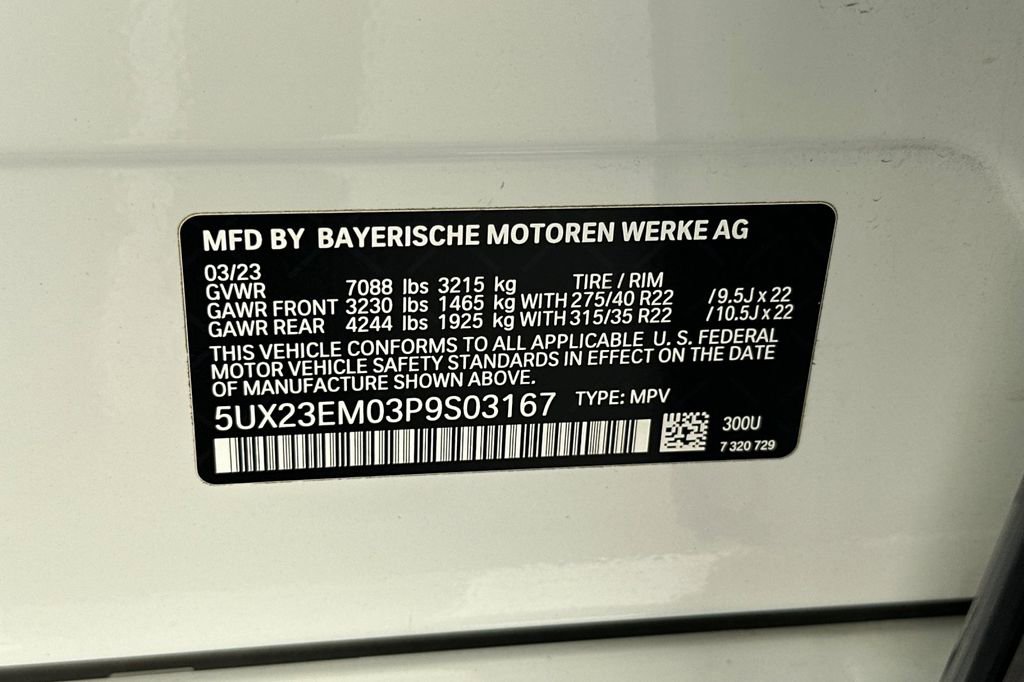 MFD BY BAYERISCHE MOTOREN WERKE AG
03/23
GVWR 7088 lbs 3215 kg TIRE / RIM
GAWR FRONT 3230 lbs 1465 kg WITH 275/40 R22 /9.5J x 22
GAWR REAR 4244 lbs 1925 kg WITH 315/35 R22 /10.5J x 22
THIS VEHICLE CONFORMS TO ALL APPLICABLE U. S. FEDERAL
MOTOR VEHICLE SAFETY STANDARDS IN EFFECT ON THE DATE
OF MANUFACTURE SHOWN ABOVE.
5UX23EM03P9S03167 TYPE: MPV
300U
7 320 729